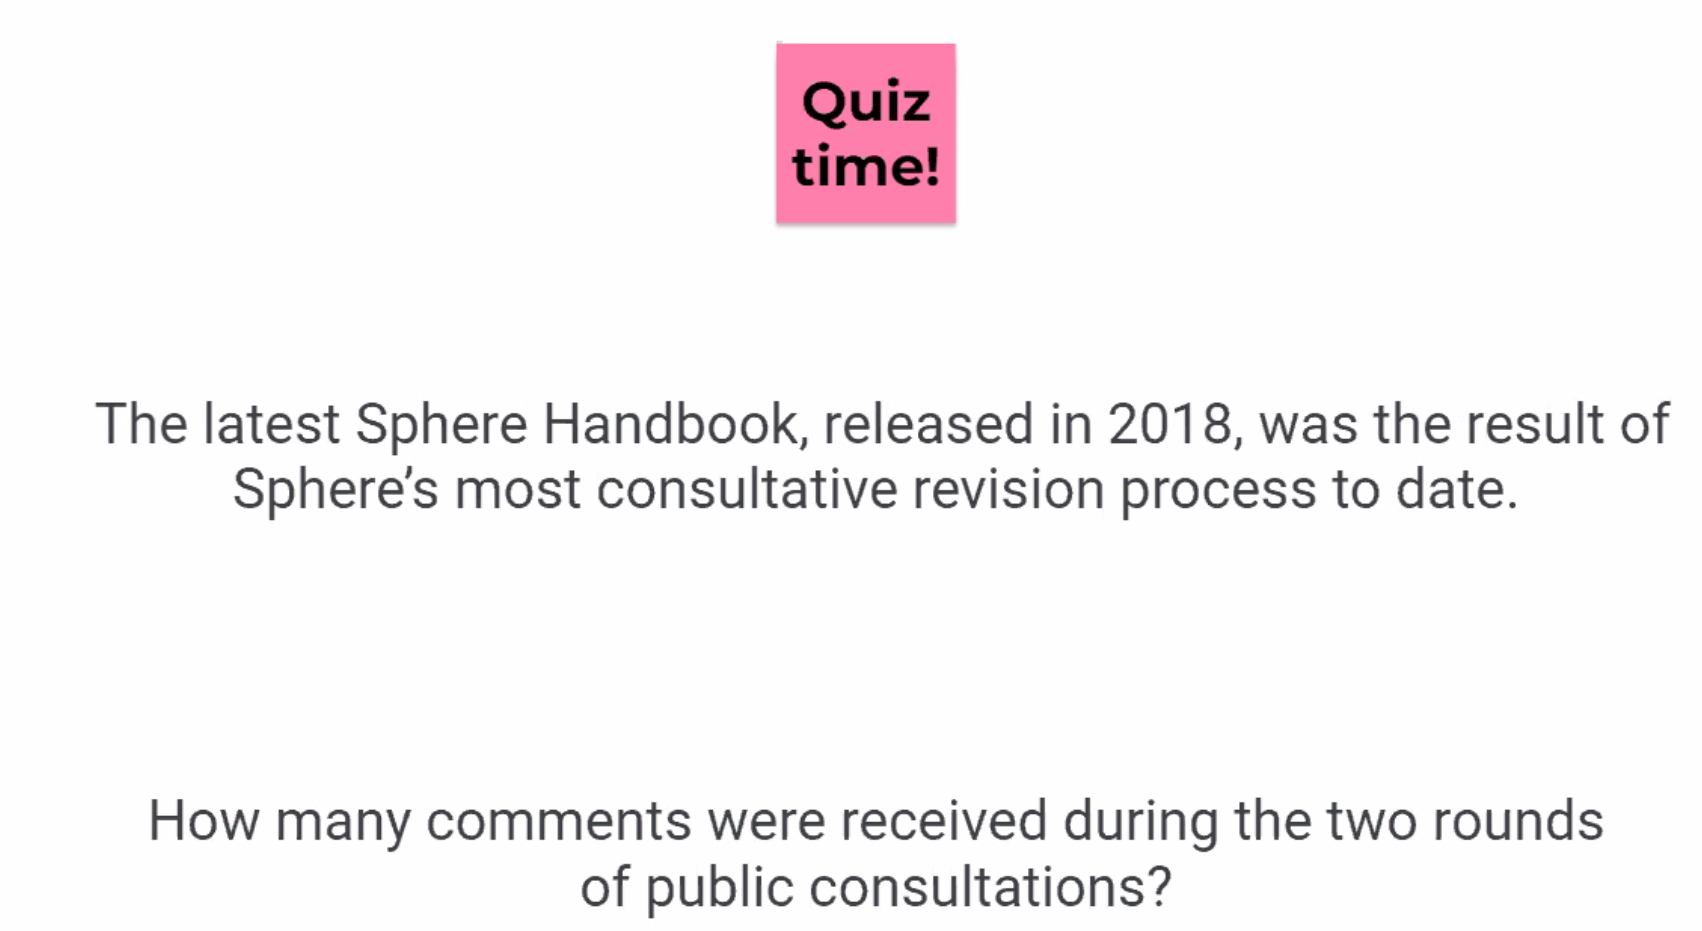 Quiz
time!
The latest Sphere Handbook, released in 2018, was the result of
Sphere’s most consultative revision process to date.
How many comments were received during the two rounds
of public consultations?